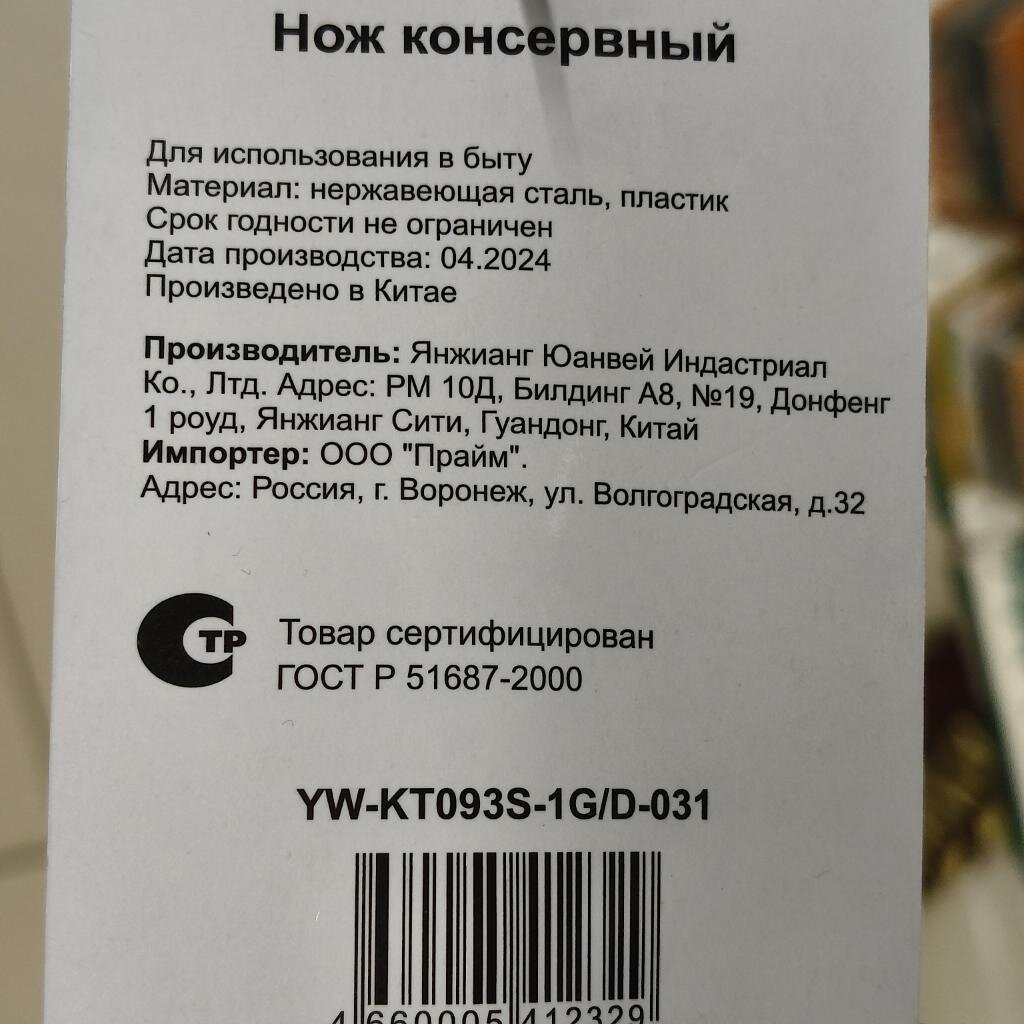 Нож консервный
Для использования в быту
Материал: нержавеющая сталь, пластик
Срок годности не ограничен
Дата производства: 04.2024
Произведено в Китае
Производитель: Янжианг Юанвей Индастриал
Ко., Лтд. Адрес: РМ 10Д, Билдинг А8, №19, Донфенг
1 роуд, Янжианг Сити, Гуандонг, Китай
Импортер: ООО "Прайм".
Адрес: Россия, г. Воронеж, ул. Волгоградская, д.32
СТР
Товар сертифицирован
ГОСТ Р 51687-2000
YW-KT093S-1G/D-031
4 660005 412329